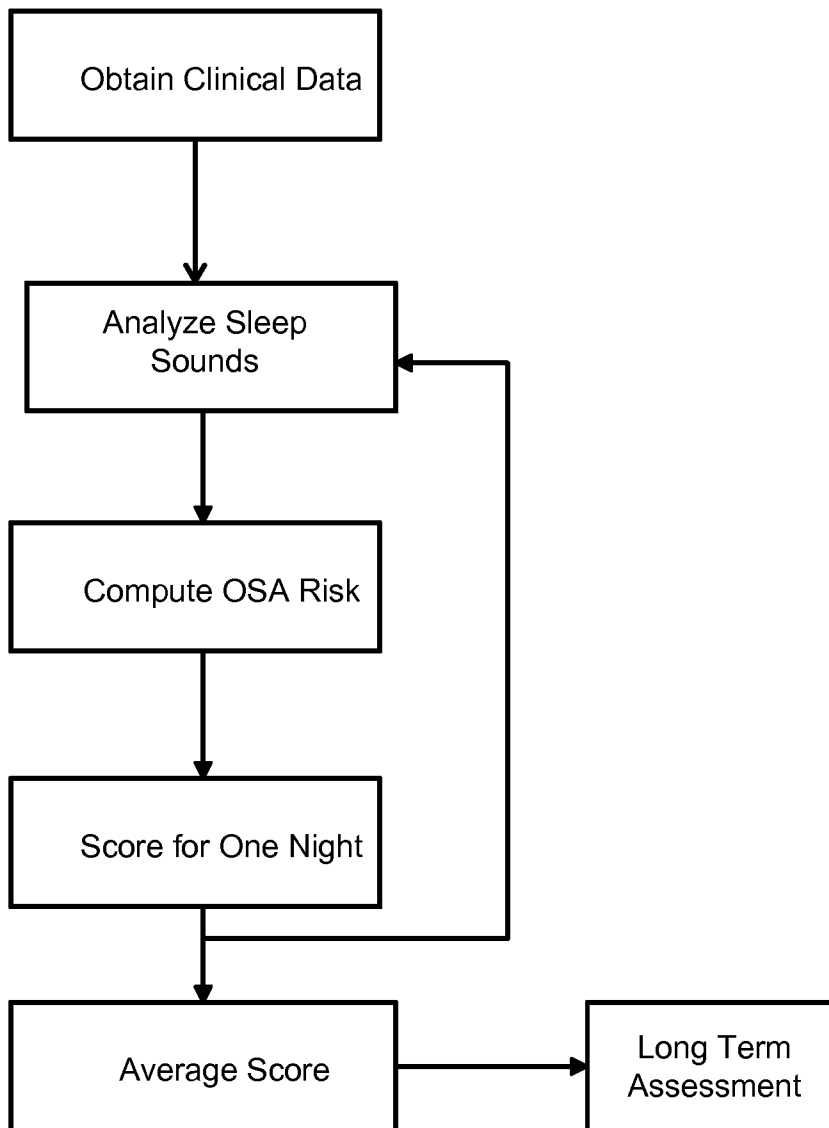 Obtain Clinical Data
Analyze Sleep
Sounds
Compute OSA Risk
Score for One Night
Average Score
Long Term
Assessment